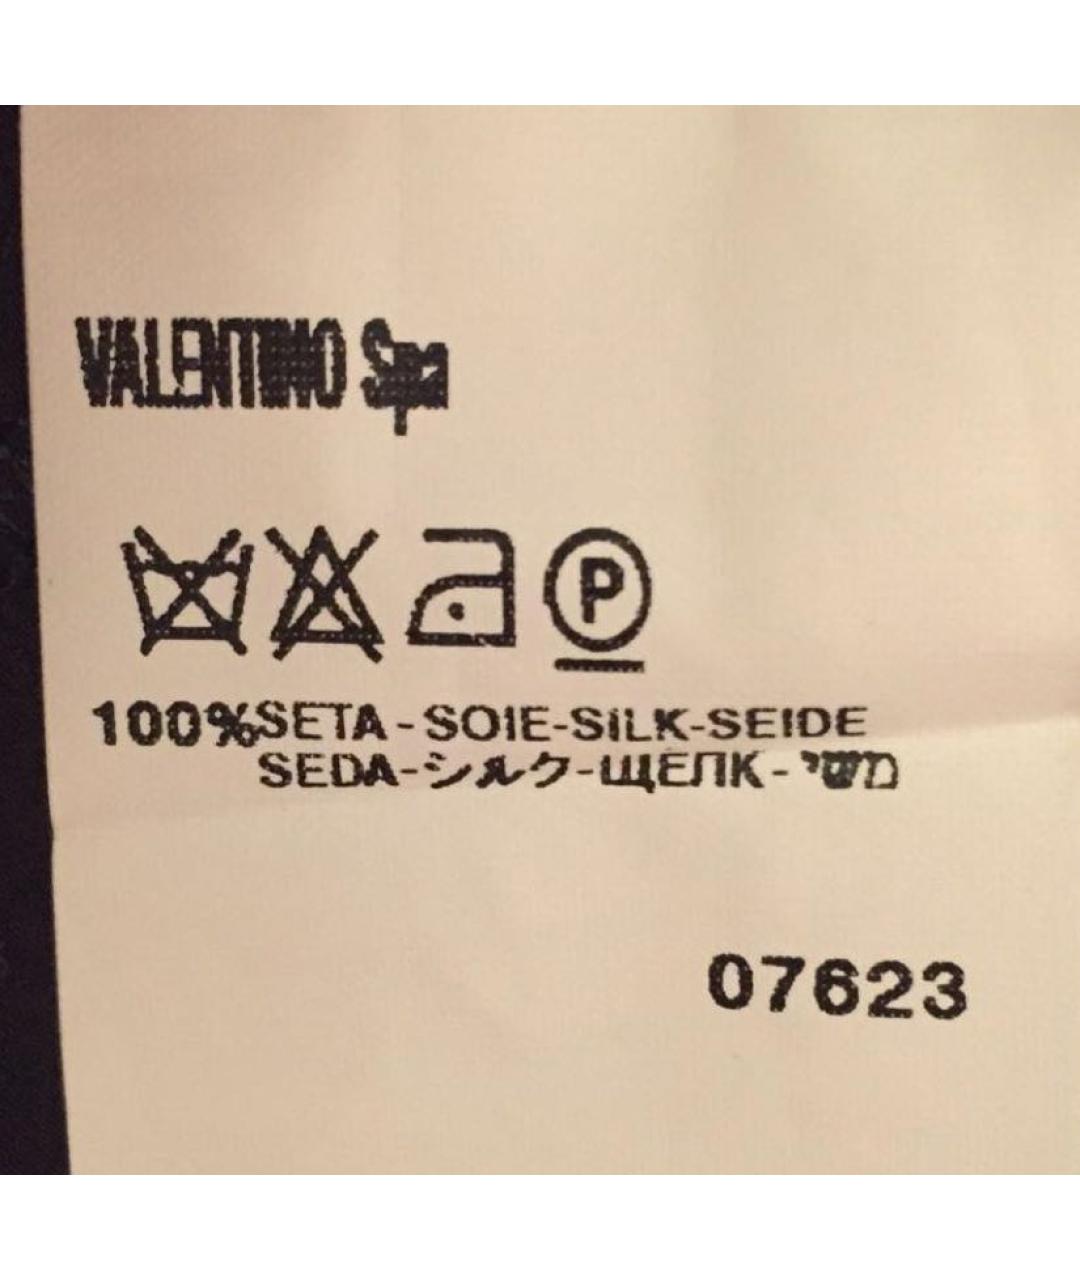 VALENTINO Spa
P
100%SETA-SOIE-SILK-SEIDE
SEDA-シルク-ЩЕЛК-משי
07623